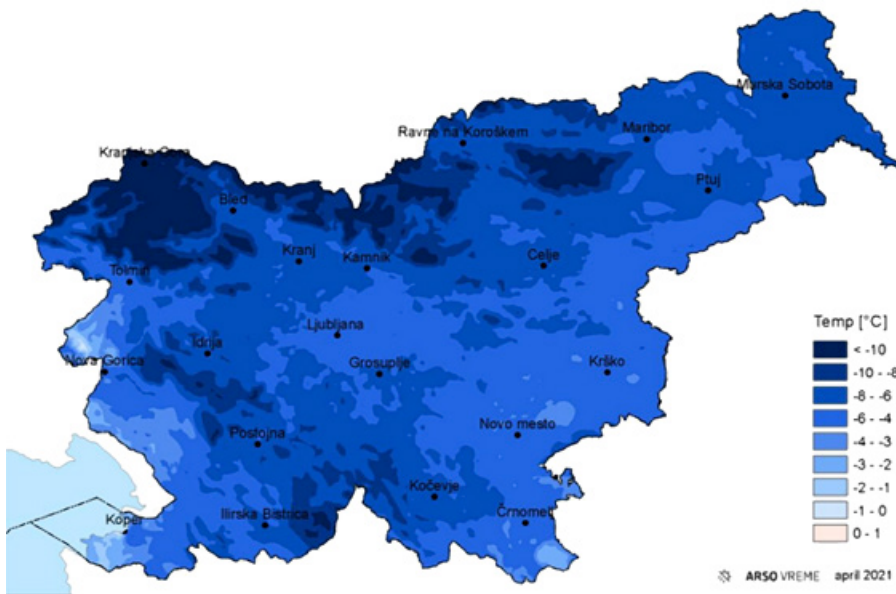 Murska Sobota
Ravne na Koroškem
Maribor
Kranjska Gora
Ptuj
Bled
Kranj
Kamnik
Celje
Tolmin
Ljubljana
Idrija
Nova Gorica
Grosuplje
Krško
Novo mesto
Postojna
Kočevje
Koper
Ilirska Bistrica
Črnomelj
Temp [°C]
< -10
-10 - -8
-8 - -6
-6 - -4
-4 - -3
-3 - -2
-2 - -1
-1 - 0
0 - 1
ARSO VREME april 2021